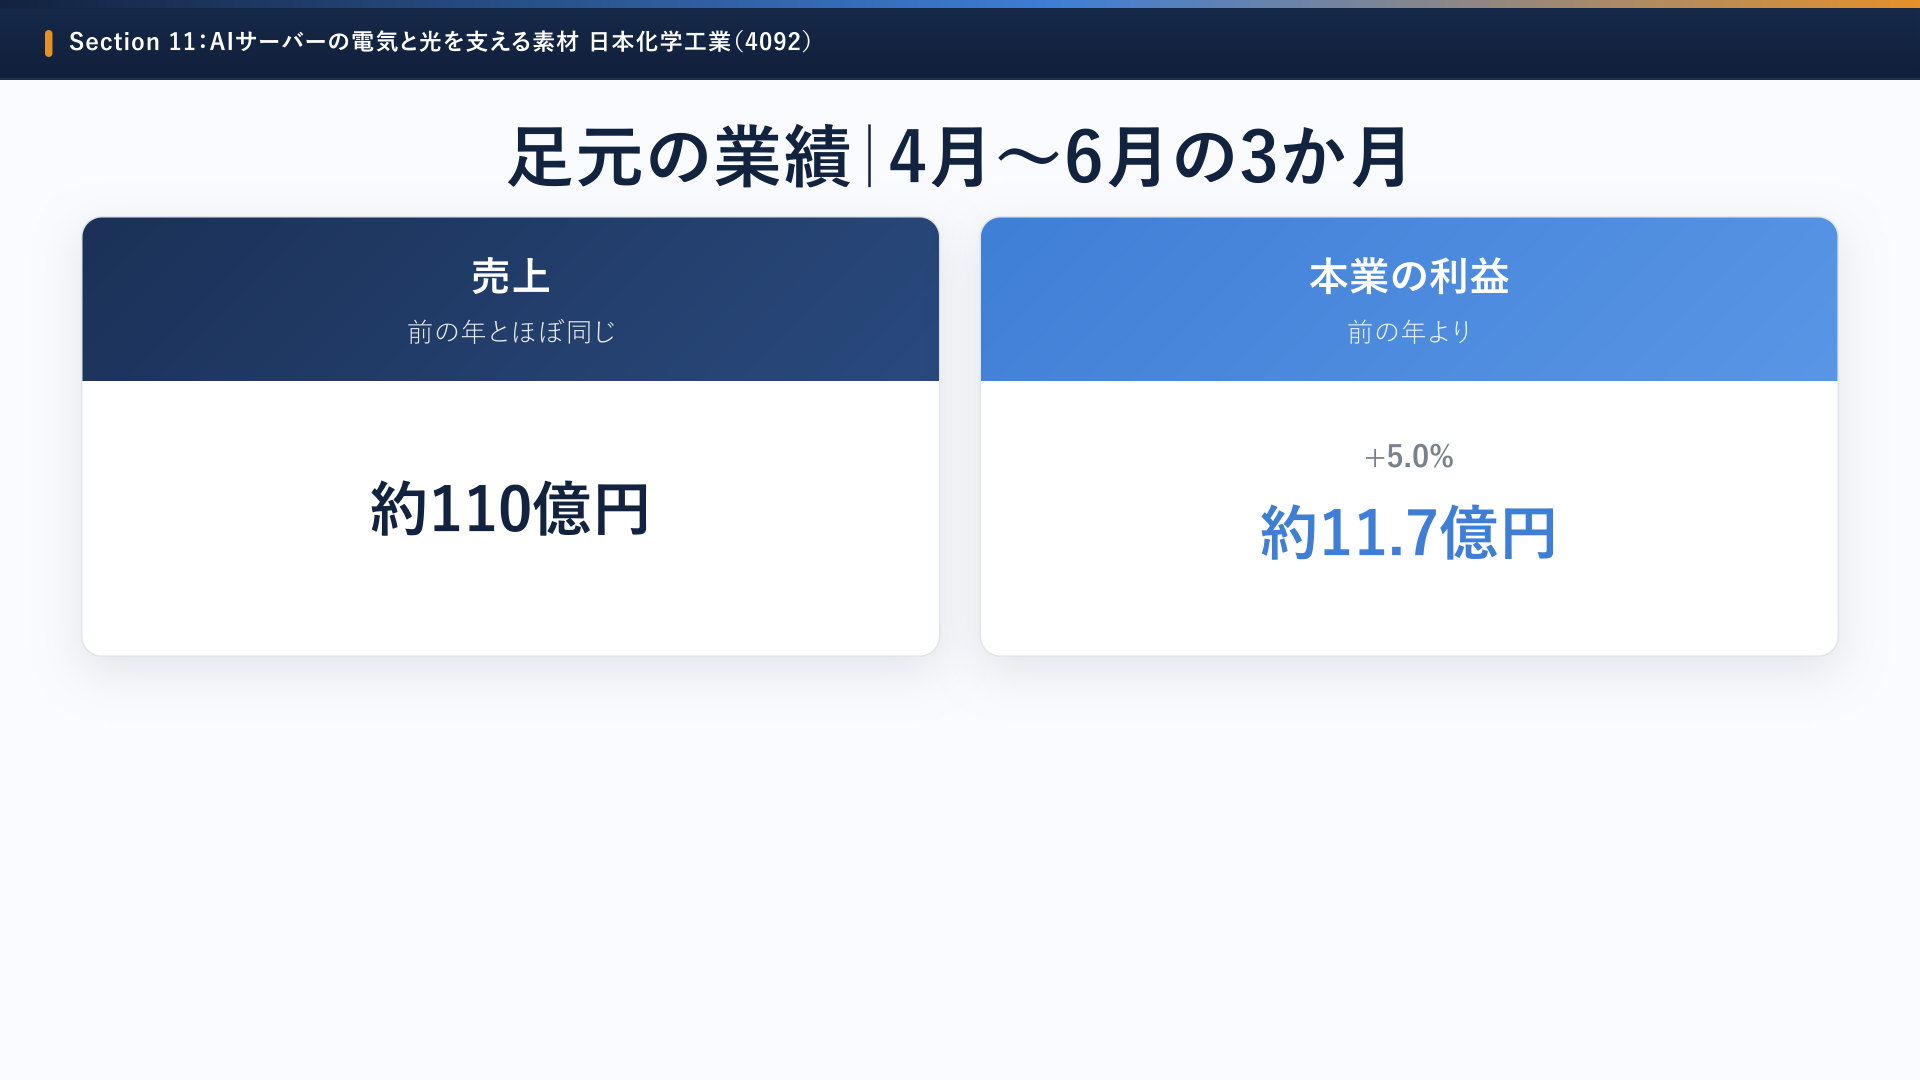 Section 11：AIサーバーの電気と光を支える素材 日本化学工業（4092）
足元の業績｜4月～6月の3か月
売上
前の年とほぼ同じ
約110億円
本業の利益
前の年より
+5.0%
約11.7億円